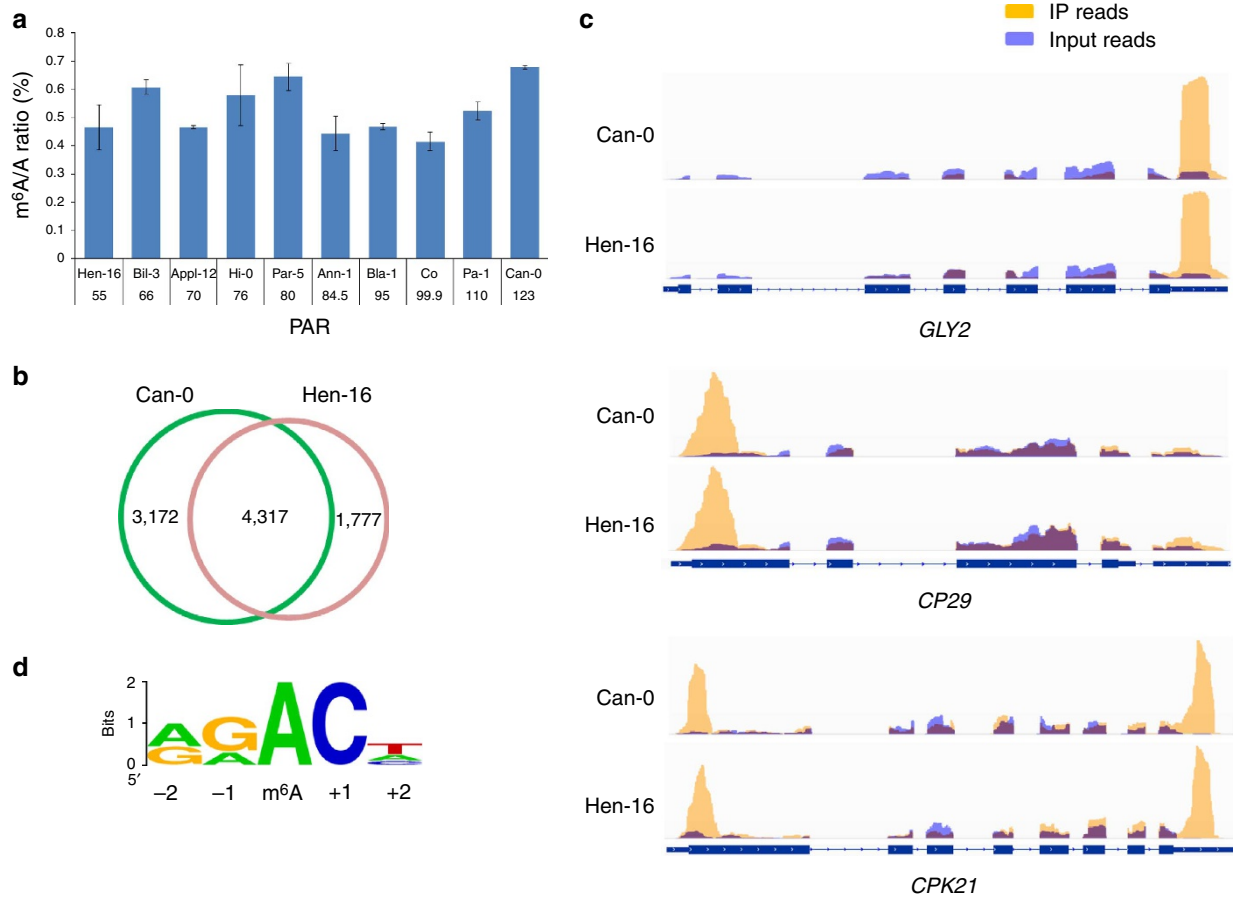 a
m⁶A/A ratio (%)
0.8
0.7
0.6
0.5
0.4
0.3
0.2
0.1
0
Hen-16 Bil-3 Appl-12 Hi-0 Par-5 Ann-1 Bla-1 Co Pa-1 Can-0
55 66 70 76 80 84.5 95 99.9 110 123
PAR
b
Can-0 Hen-16
3,172 4,317 1,777
c
IP reads
Input reads
Can-0
Hen-16
GLY2
Can-0
Hen-16
CP29
Can-0
Hen-16
CPK21
d
Bits
2
1
0
5′
A G G A A C T A
–2 –1 m⁶A +1 +2